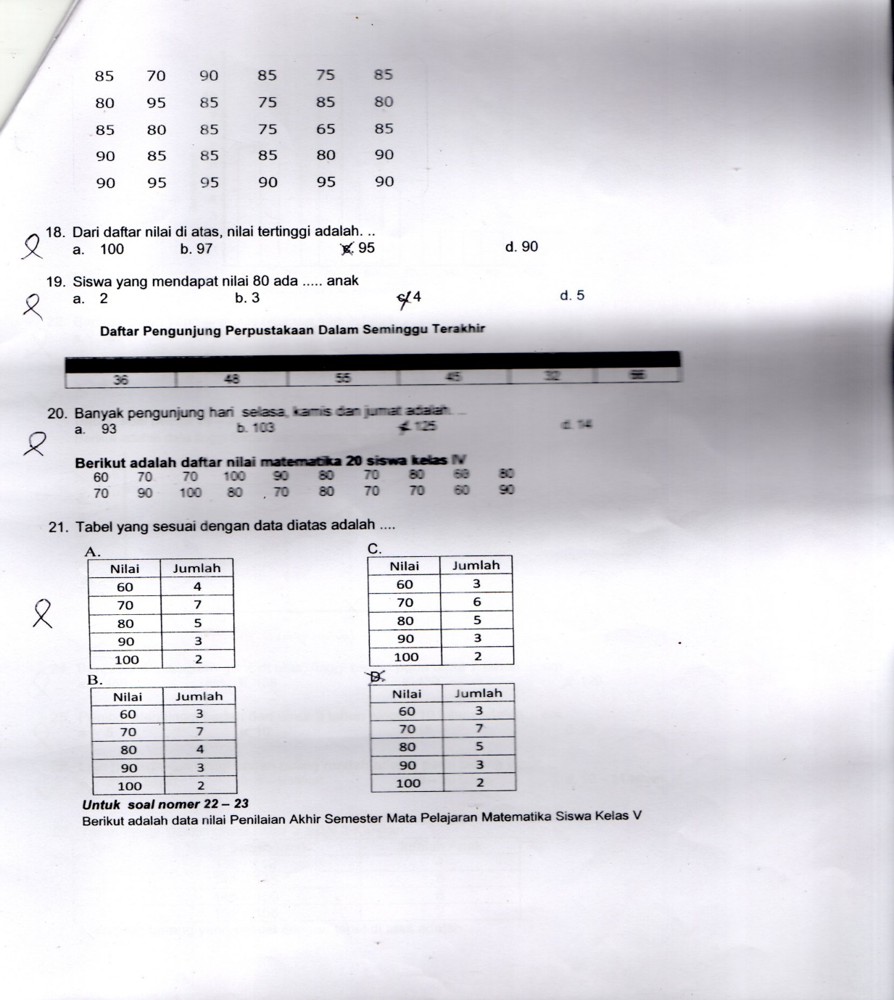 85 70 90 85 75 85
80 95 85 75 85 80
85 80 85 75 65 85
90 85 85 85 80 90
90 95 95 90 95 90
18. Dari daftar nilai di atas, nilai tertinggi adalah. ..
a. 100 b. 97 c. 95 d. 90
19. Siswa yang mendapat nilai 80 ada ..... anak
a. 2 b. 3 c. 4 d. 5
Daftar Pengunjung Perpustakaan Dalam Seminggu Terakhir
36 48 55 45 32
20. Banyak pengunjung hari selasa, kamis dan jumat adalah. ...
a. 93 b. 103 c. 125 d. 14
Berikut adalah daftar nilai matematika 20 siswa kelas IV
60 70 70 100 90 80 70 80 60 80
70 90 100 80 70 80 70 70 60 90
21. Tabel yang sesuai dengan data diatas adalah ....
A.
Nilai Jumlah
60 4
70 7
80 5
90 3
100 2
C.
Nilai Jumlah
60 3
70 6
80 5
90 3
100 2
B.
Nilai Jumlah
60 3
70 7
80 4
90 3
100 2
D.
Nilai Jumlah
60 3
70 7
80 5
90 3
100 2
Untuk soal nomer 22 – 23
Berikut adalah data nilai Penilaian Akhir Semester Mata Pelajaran Matematika Siswa Kelas V